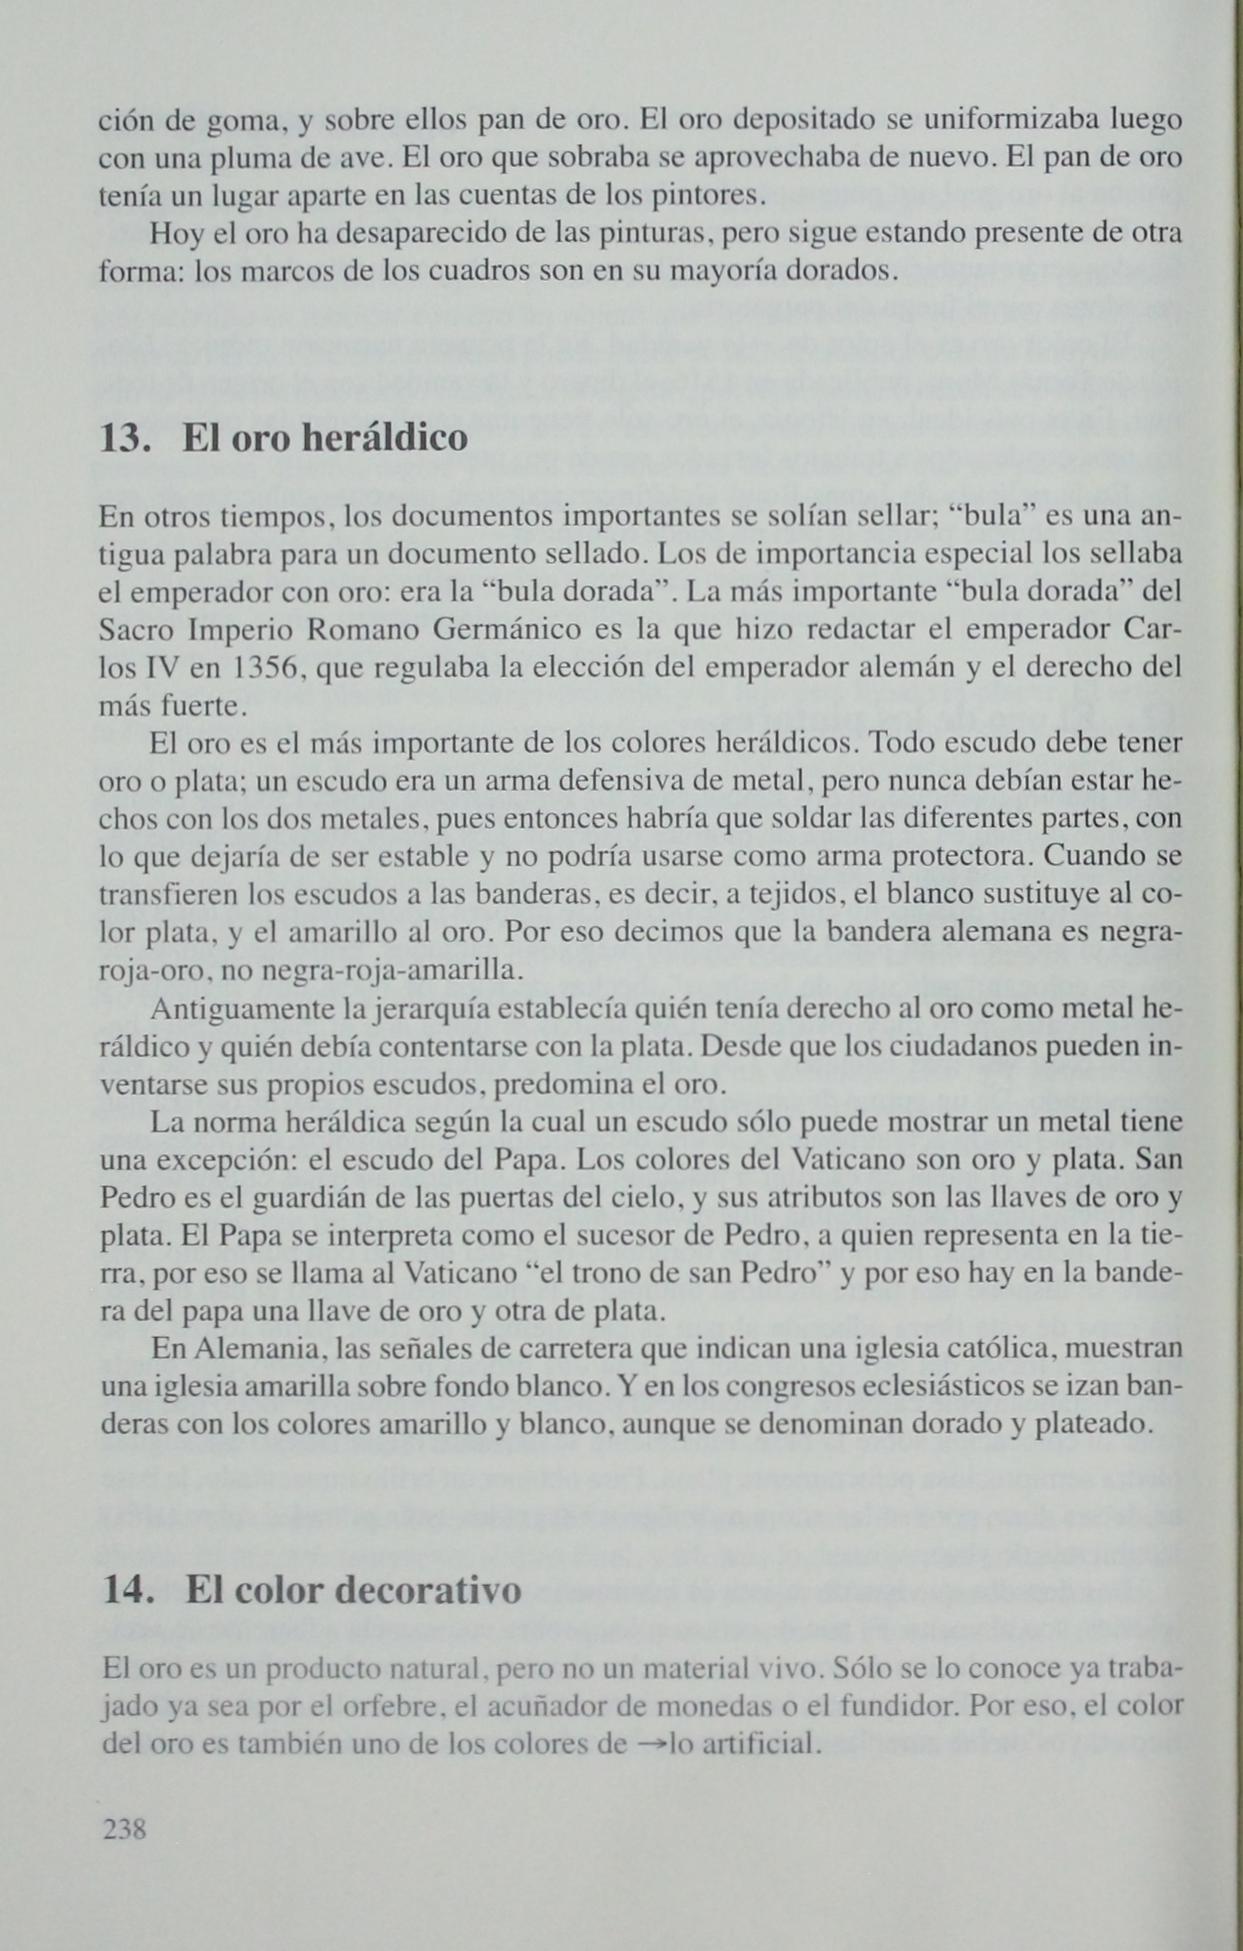 ción de goma, y sobre ellos pan de oro. El oro depositado se uniformizaba luego
con una pluma de ave. El oro que sobraba se aprovechaba de nuevo. El pan de oro
tenía un lugar aparte en las cuentas de los pintores.
Hoy el oro ha desaparecido de las pinturas, pero sigue estando presente de otra
forma: los marcos de los cuadros son en su mayoría dorados.
13. El oro heráldico
En otros tiempos, los documentos importantes se solían sellar; “bula” es una an-
tigua palabra para un documento sellado. Los de importancia especial los sellaba
el emperador con oro: era la “bula dorada”. La más importante “bula dorada” del
Sacro Imperio Romano Germánico es la que hizo redactar el emperador Car-
los IV en 1356, que regulaba la elección del emperador alemán y el derecho del
más fuerte.
El oro es el más importante de los colores heráldicos. Todo escudo debe tener
oro o plata; un escudo era un arma defensiva de metal, pero nunca debían estar he-
chos con los dos metales, pues entonces habría que soldar las diferentes partes, con
lo que dejaría de ser estable y no podría usarse como arma protectora. Cuando se
transfieren los escudos a las banderas, es decir, a tejidos, el blanco sustituye al co-
lor plata, y el amarillo al oro. Por eso decimos que la bandera alemana es negra-
roja-oro, no negra-roja-amarilla.
Antiguamente la jerarquía establecía quién tenía derecho al oro como metal he-
ráldico y quién debía contentarse con la plata. Desde que los ciudadanos pueden in-
ventarse sus propios escudos, predomina el oro.
La norma heráldica según la cual un escudo sólo puede mostrar un metal tiene
una excepción: el escudo del Papa. Los colores del Vaticano son oro y plata. San
Pedro es el guardián de las puertas del cielo, y sus atributos son las llaves de oro y
plata. El Papa se interpreta como el sucesor de Pedro, a quien representa en la tie-
rra, por eso se llama al Vaticano “el trono de san Pedro” y por eso hay en la bande-
ra del papa una llave de oro y otra de plata.
En Alemania, las señales de carretera que indican una iglesia católica, muestran
una iglesia amarilla sobre fondo blanco. Y en los congresos eclesiásticos se izan ban-
deras con los colores amarillo y blanco, aunque se denominan dorado y plateado.
14. El color decorativo
El oro es un producto natural, pero no un material vivo. Sólo se lo conoce ya traba-
jado ya sea por el orfebre, el acuñador de monedas o el fundidor. Por eso, el color
del oro es también uno de los colores de →lo artificial.
238